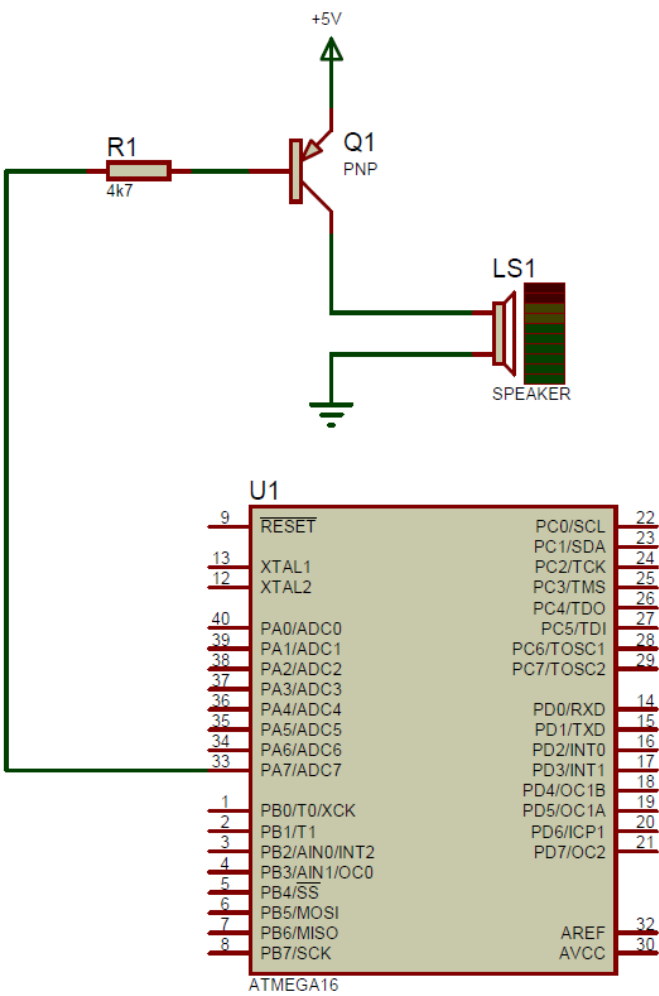 +5V
R1
4k7
Q1
PNP
LS1
SPEAKER
U1
9 RESET
13 XTAL1
12 XTAL2
40 PA0/ADC0
39 PA1/ADC1
38 PA2/ADC2
37 PA3/ADC3
36 PA4/ADC4
35 PA5/ADC5
34 PA6/ADC6
33 PA7/ADC7
1 PB0/T0/XCK
2 PB1/T1
3 PB2/AIN0/INT2
4 PB3/AIN1/OC0
5 PB4/SS
6 PB5/MOSI
7 PB6/MISO
8 PB7/SCK
PC0/SCL 22
PC1/SDA 23
PC2/TCK 24
PC3/TMS 25
PC4/TDO 26
PC5/TDI 27
PC6/TOSC1 28
PC7/TOSC2 29
PD0/RXD 14
PD1/TXD 15
PD2/INT0 16
PD3/INT1 17
PD4/OC1B 18
PD5/OC1A 19
PD6/ICP1 20
PD7/OC2 21
AREF 32
AVCC 30
ATMEGA16